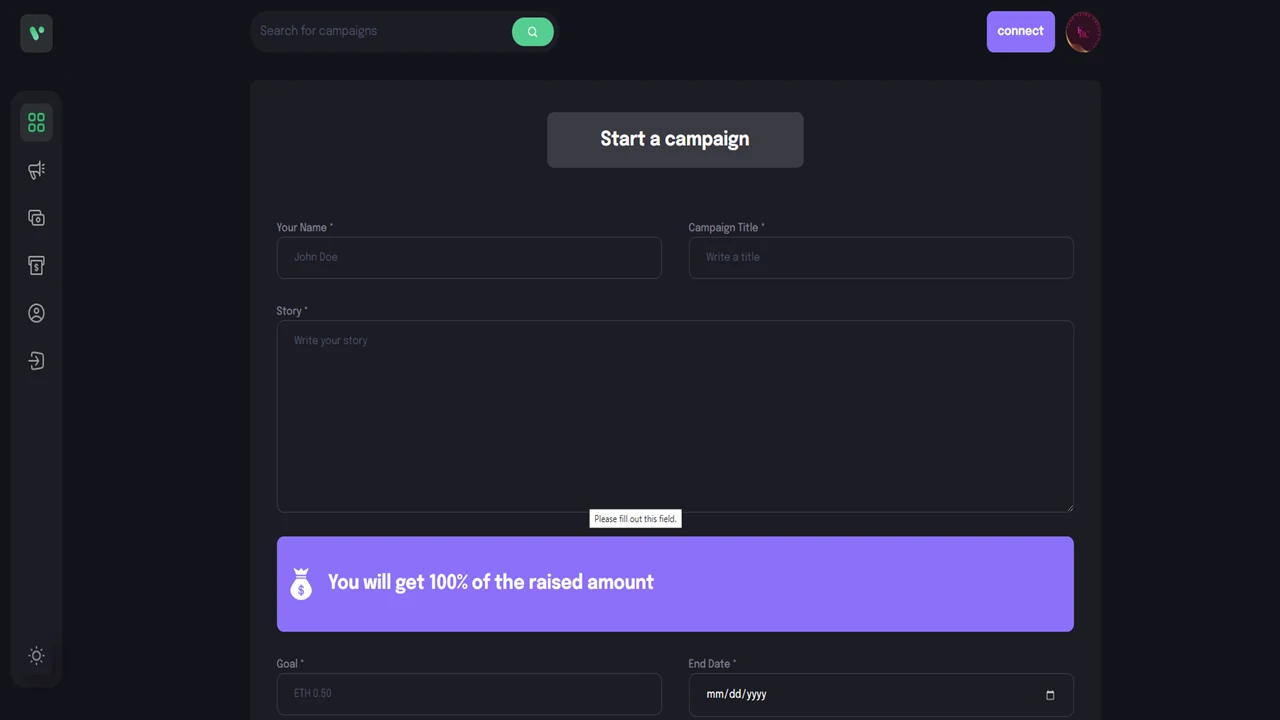 Search for campaigns
connect
Start a campaign
Your Name *
Campaign Title *
John Doe
Write a title
Story *
Write your story
Please fill out this field.
You will get 100% of the raised amount
Goal *
End Date *
ETH 0.50
mm/dd/yyyy